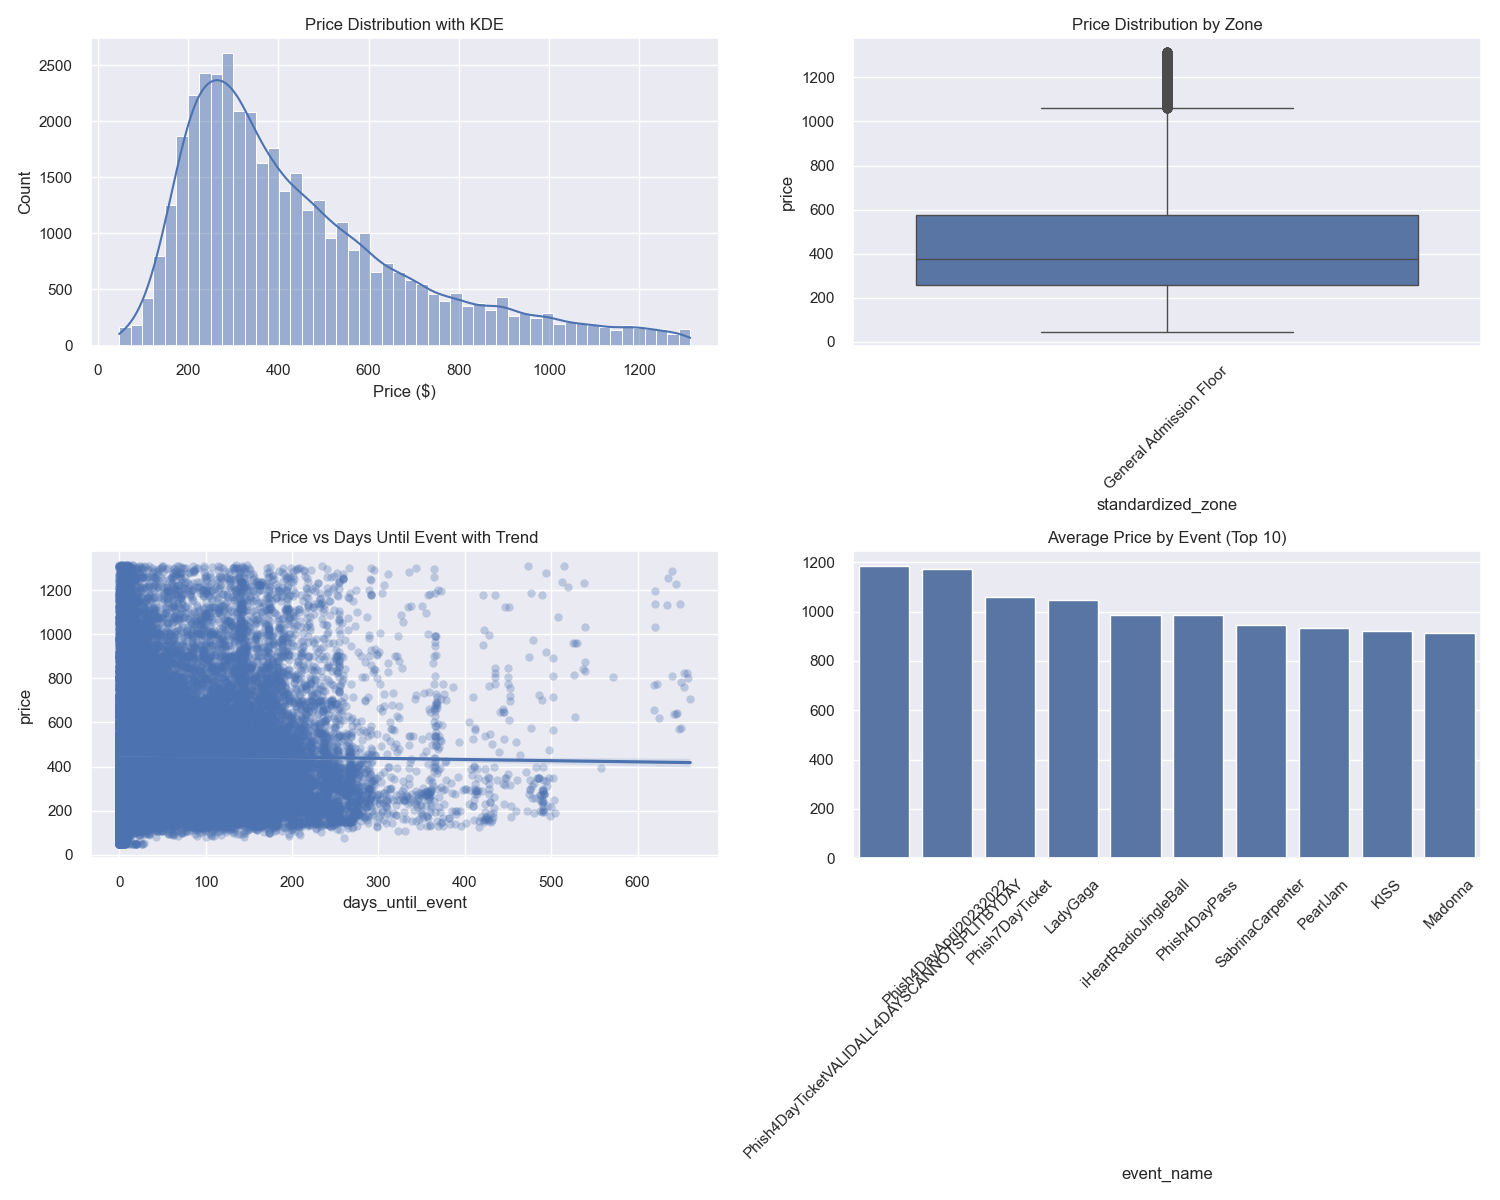 Price Distribution with KDE
Count
2500
2000
1500
1000
500
0
0 200 400 600 800 1000 1200
Price ($)
Price Distribution by Zone
price
1200
1000
800
600
400
200
0
General Admission Floor
standardized_zone
Price vs Days Until Event with Trend
price
1200
1000
800
600
400
200
0
0 100 200 300 400 500 600
days_until_event
Average Price by Event (Top 10)
1200
1000
800
600
400
200
0
Phish4DayTicketVALIDALL4DAYSCANNOTSPLITBYDAY
Phish4DayApril20232022
Phish7DayTicket
LadyGaga
iHeartRadioJingleBall
Phish4DayPass
SabrinaCarpenter
PearlJam
KISS
Madonna
event_name